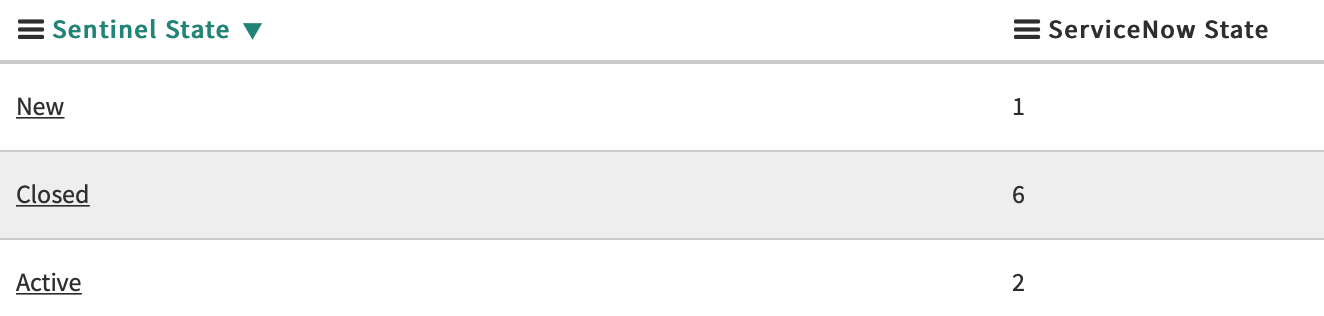 Sentinel State ▼ ServiceNow State
New 1
Closed 6
Active 2